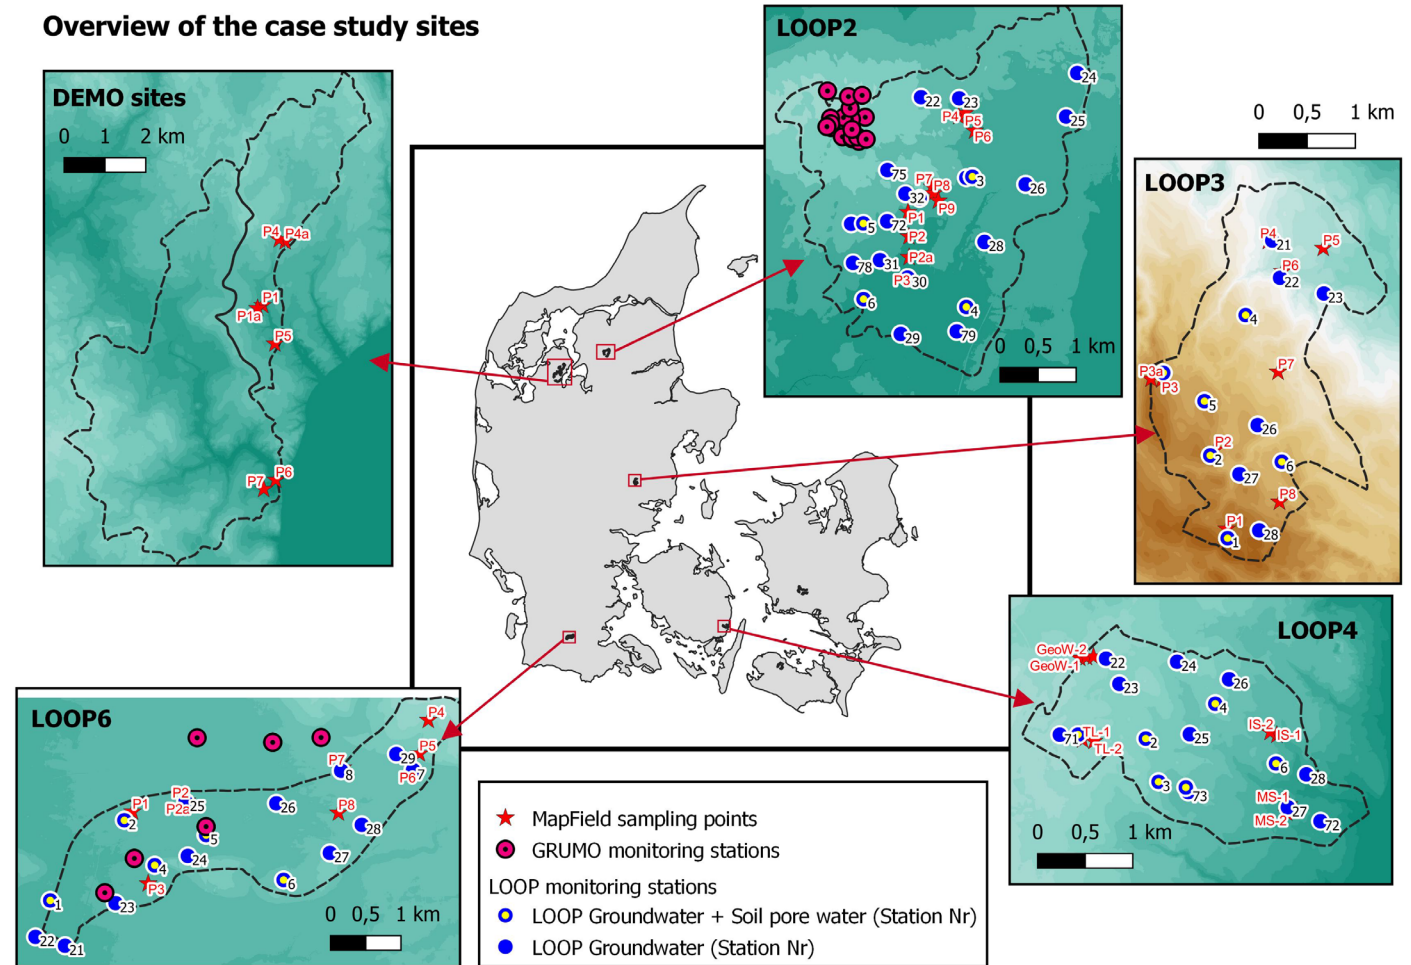 Overview of the case study sites
DEMO sites
0 1 2 km
P4 P4a
P1
P1a
P5
P6
P7
LOOP2
24
22 23
25
P4 P5
P6
75
3
26
P7 P8
32
P9
P1
5 72
P2
28
P2a
78 31
P3 30
6
4
29 79
0 0,5 1 km
0 0,5 1 km
LOOP3
P4
21
P5
P6
22
23
4
P7
P3a
P3
5
26
P2
2
6
27
P8
P1
1
28
LOOP4
GeoW-2
GeoW-1
22
24
23
26
4
IS-2
IS-1
71 TL-1
TL-2
2
25
6
28
3
73
MS-1
27
MS-2
72
0 0,5 1 km
LOOP6
P4
P5
29
P7
8
P6 7
P2
25
P2a
26
P1
2
P8
28
5
24
27
4
P3
6
1
23
22
21
0 0,5 1 km
MapField sampling points
GRUMO monitoring stations
LOOP monitoring stations
LOOP Groundwater + Soil pore water (Station Nr)
LOOP Groundwater (Station Nr)